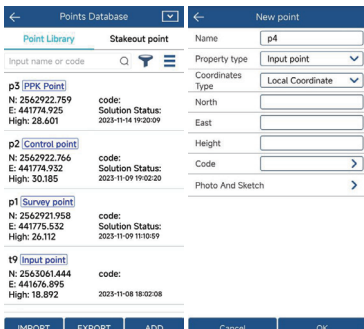 Points Database
Point Library
Stakeout point
Input name or code
p3 PPK Point
N: 2562922.759
code:
E: 441774.925
Solution Status:
High: 28.601
2023-11-14 19:20:09
p2 Control point
N: 2562922.766
code:
E: 441774.932
Solution Status:
High: 30.185
2023-11-09 19:02:20
p1 Survey point
N: 2562921.958
code:
E: 441775.532
Solution Status:
High: 26.112
2023-11-09 11:10:59
t9 Input point
N: 2563061.444
code:
E: 441676.895
High: 18.892
2023-11-08 18:02:08
IMPORT
EXPORT
ADD
New point
Name
p4
Property type
Input point
Coordinates
Type
Local Coordinate
North
East
Height
Code
Photo And Sketch
Cancel
OK